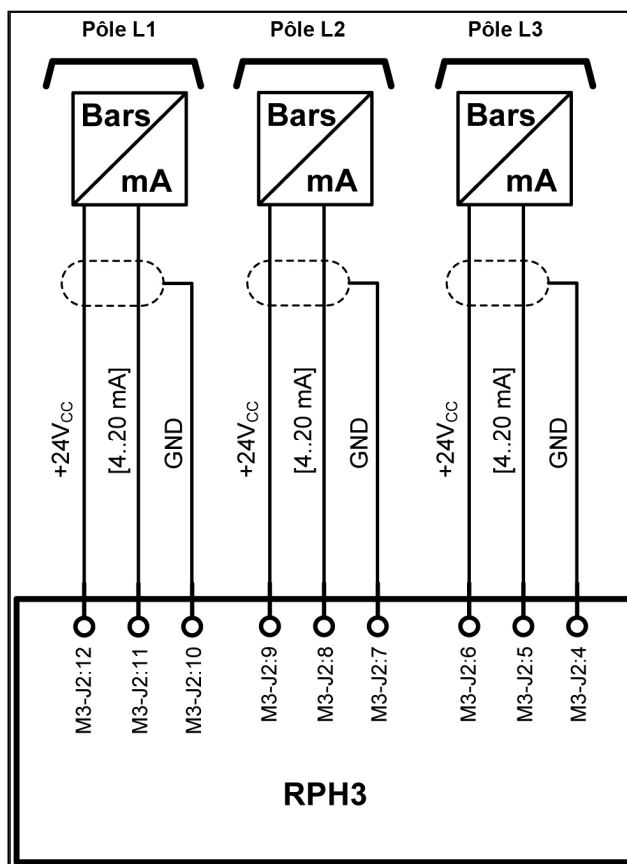 Pôle L1
Pôle L2
Pôle L3
Bars
mA
Bars
mA
Bars
mA
+24VCC
[4..20 mA]
GND
+24VCC
[4..20 mA]
GND
+24VCC
[4..20 mA]
GND
M3-J2:12
M3-J2:11
M3-J2:10
M3-J2:9
M3-J2:8
M3-J2:7
M3-J2:6
M3-J2:5
M3-J2:4
RPH3